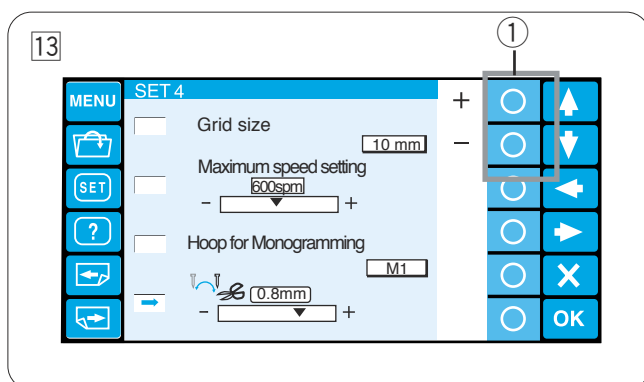 13
1
MENU
SET 4
+
Grid size
10 mm
−
Maximum speed setting
SET
600spm
− +
?
Hoop for Monogramming
M1
X
0.8mm
− +
OK